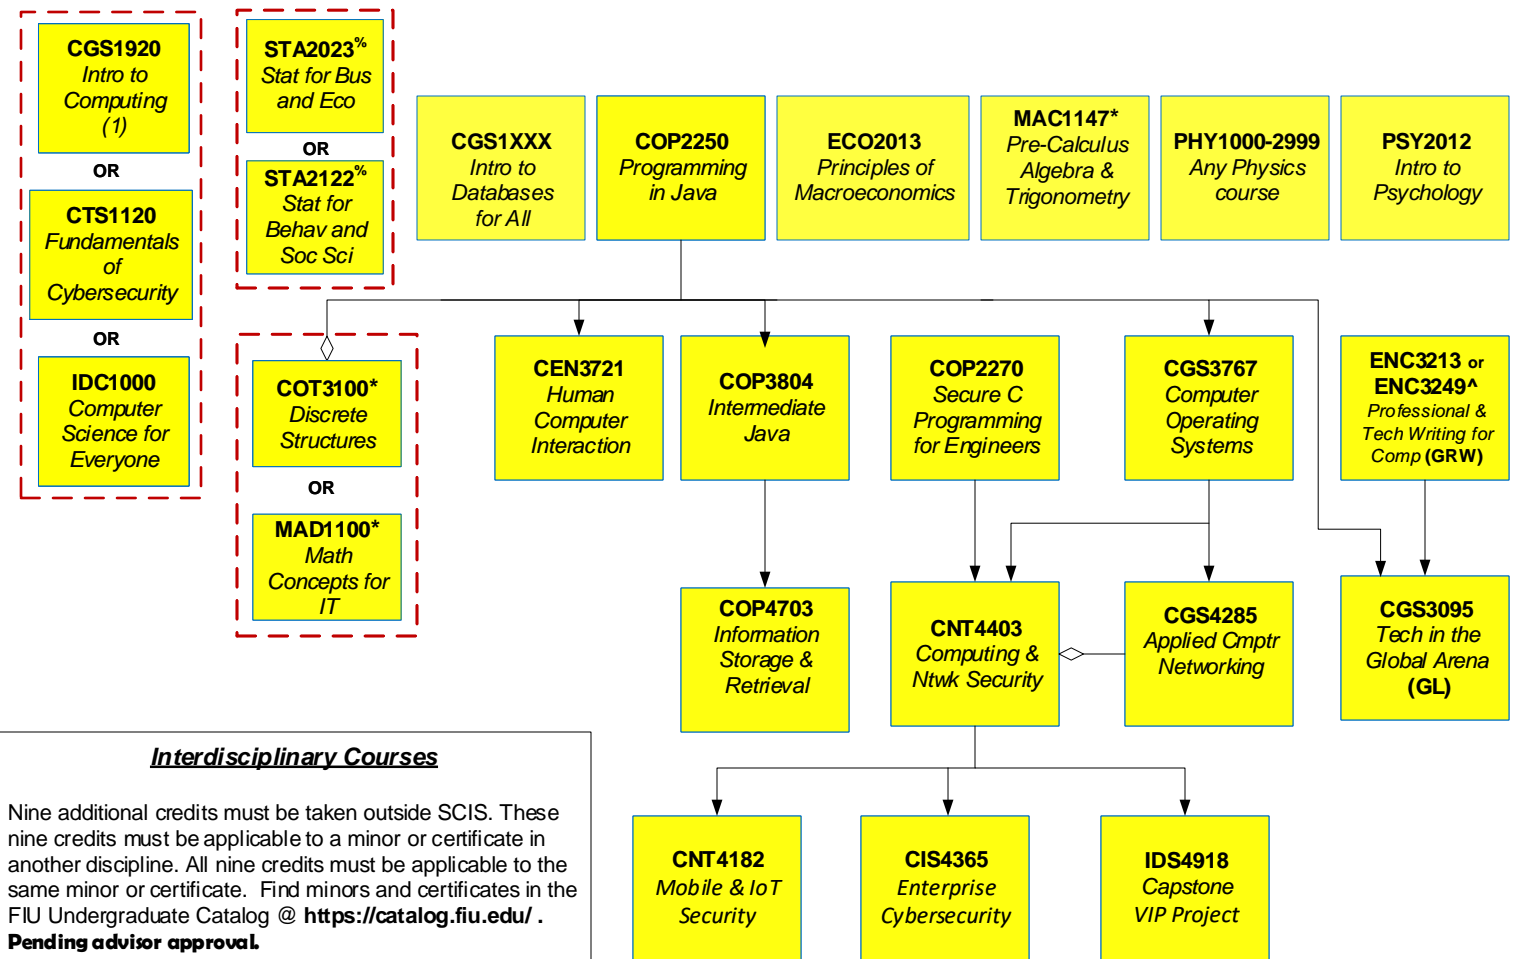 CGS1920
Intro to
Computing
(1)
OR
CTS1120
Fundamentals
of
Cybersecurity
OR
IDC1000
Computer
Science for
Everyone
STA2023%
Stat for Bus
and Eco
OR
STA2122%
Stat for
Behav and
Soc Sci
CGS1XXX
Intro to
Databases
for All
COP2250
Programming
in Java
ECO2013
Principles of
Macroeconomics
MAC1147*
Pre-Calculus
Algebra &
Trigonometry
PHY1000-2999
Any Physics
course
PSY2012
Intro to
Psychology
COT3100*
Discrete
Structures
OR
MAD1100*
Math
Concepts for
IT
CEN3721
Human
Computer
Interaction
COP3804
Intermediate
Java
COP2270
Secure C
Programming
for Engineers
CGS3767
Computer
Operating
Systems
ENC3213 or
ENC3249^
Professional &
Tech Writing for
Comp (GRW)
COP4703
Information
Storage &
Retrieval
CNT4403
Computing &
Ntwk Security
CGS4285
Applied Cmptr
Networking
CGS3095
Tech in the
Global Arena
(GL)
Interdisciplinary Courses
Nine additional credits must be taken outside SCIS. These
nine credits must be applicable to a minor or certificate in
another discipline. All nine credits must be applicable to the
same minor or certificate. Find minors and certificates in the
FIU Undergraduate Catalog @ https://catalog.fiu.edu/ .
Pending advisor approval.
CNT4182
Mobile & IoT
Security
CIS4365
Enterprise
Cybersecurity
IDS4918
Capstone
VIP Project